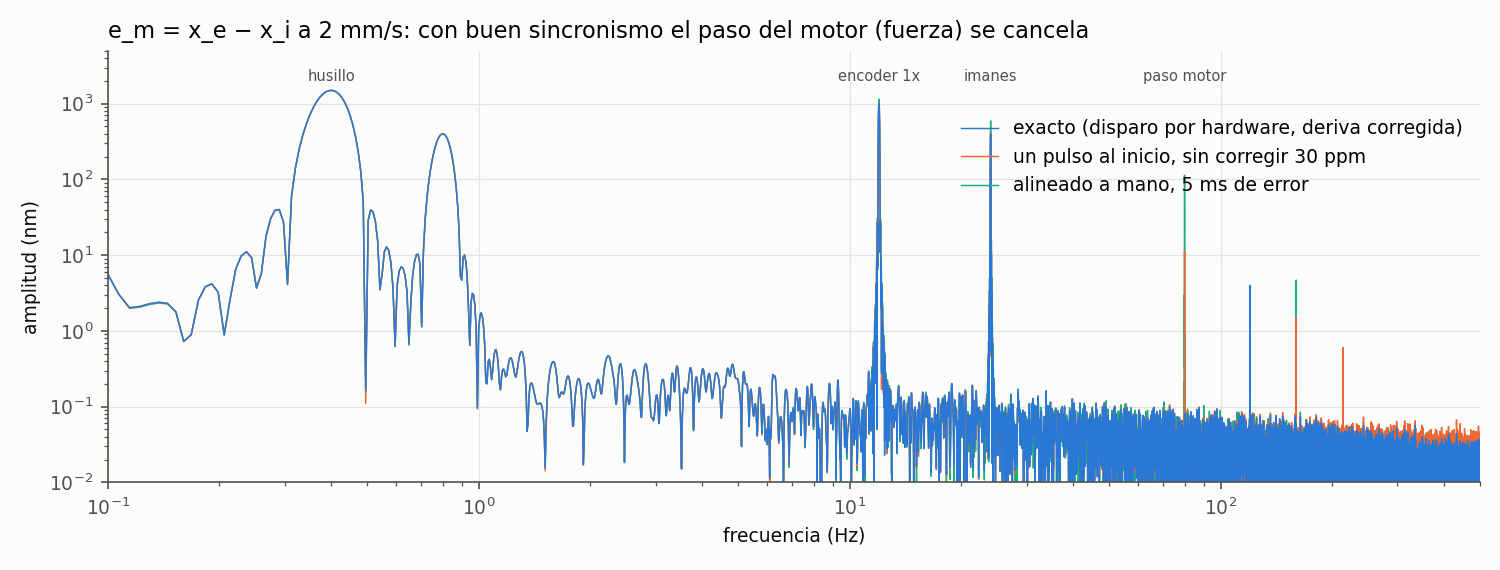 e_m = x_e − x_i a 2 mm/s: con buen sincronismo el paso del motor (fuerza) se cancela
husillo
encoder 1x
imanes
paso motor
exacto (disparo por hardware, deriva corregida)
un pulso al inicio, sin corregir 30 ppm
alineado a mano, 5 ms de error
amplitud (nm)
10³
10²
10¹
10⁰
10⁻¹
10⁻²
10⁻¹
10⁰
10¹
10²
frecuencia (Hz)